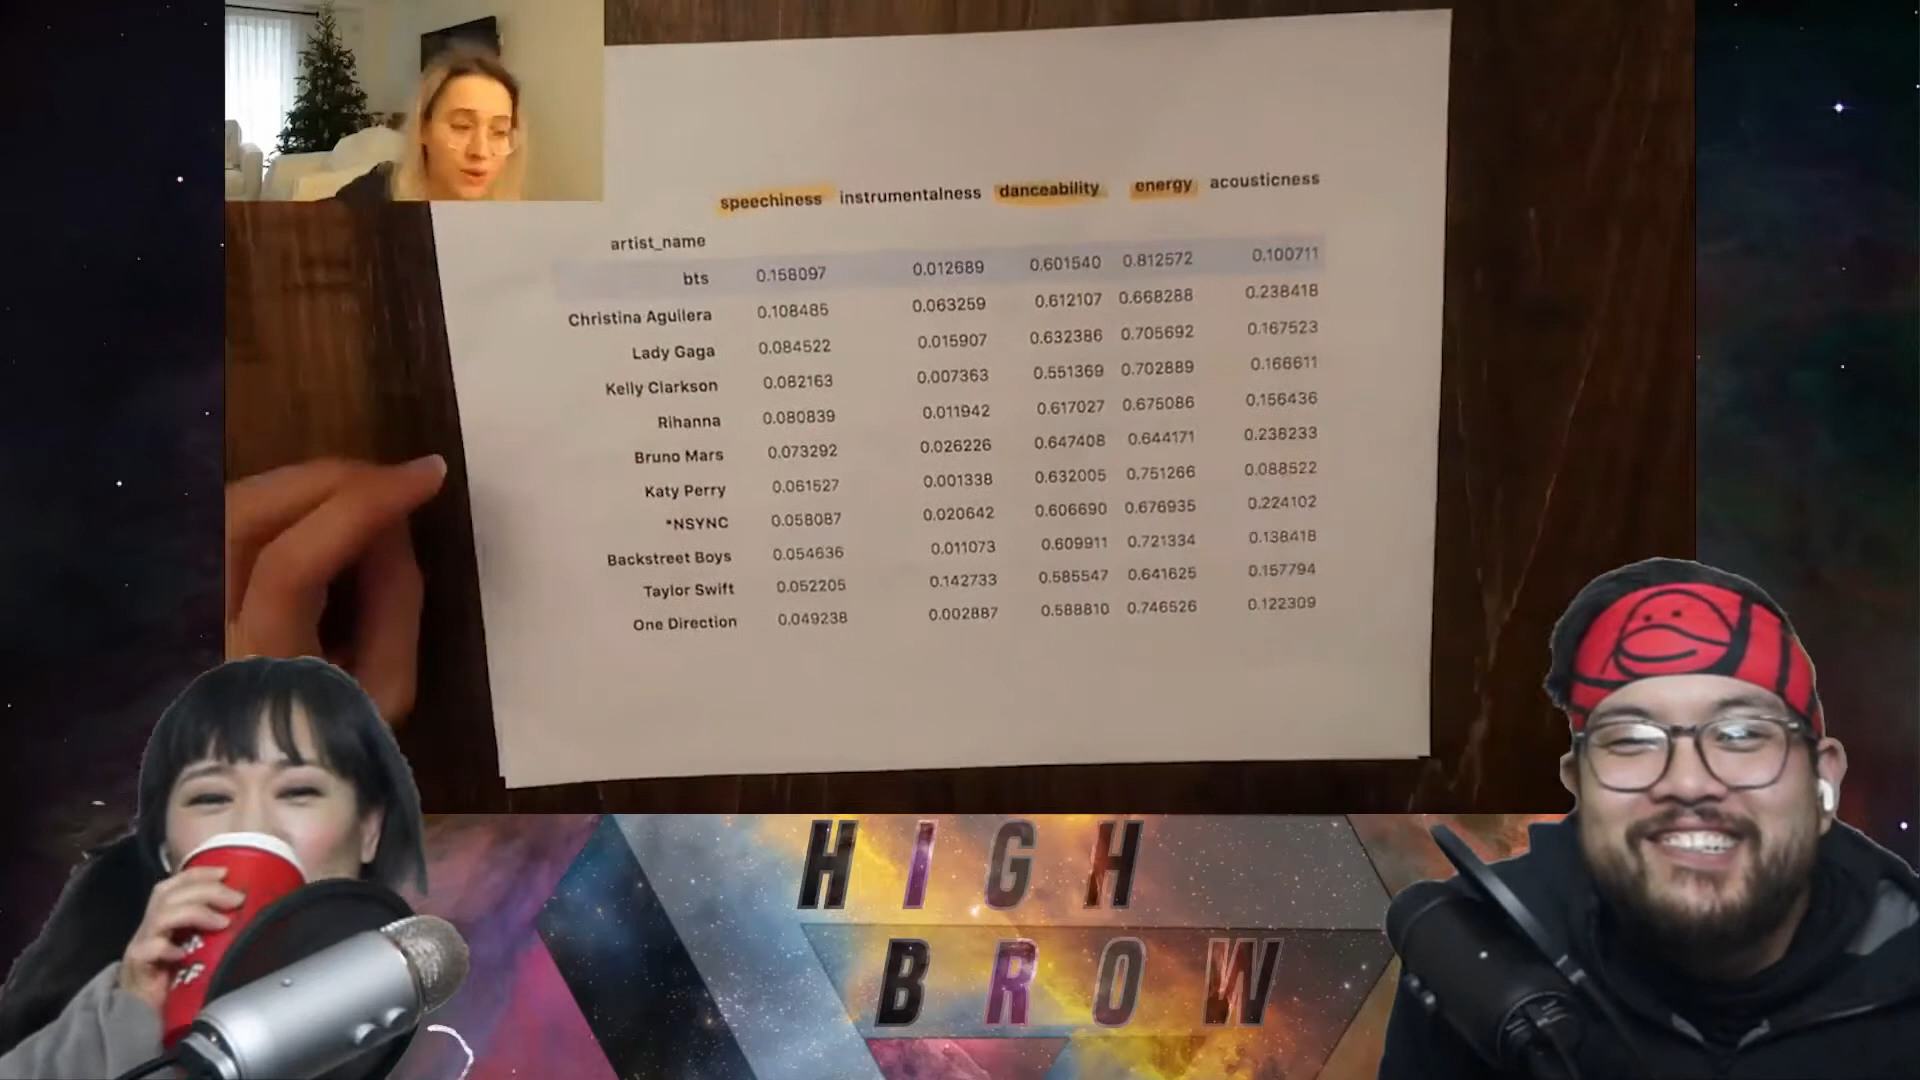 speechiness instrumentalness danceability energy acousticness
artist_name
bts 0.158097 0.012689 0.601540 0.812572 0.100711
Christina Aguilera 0.108485 0.063259 0.612107 0.668288 0.238418
Lady Gaga 0.084522 0.015907 0.632386 0.705692 0.167523
Kelly Clarkson 0.082163 0.007363 0.551369 0.702889 0.166611
Rihanna 0.080839 0.011942 0.617027 0.675086 0.156436
Bruno Mars 0.073292 0.026226 0.647408 0.644171 0.238233
Katy Perry 0.061527 0.001338 0.632005 0.751266 0.088522
*NSYNC 0.058087 0.020642 0.606690 0.676935 0.224102
Backstreet Boys 0.054636 0.011073 0.609911 0.721334 0.138418
Taylor Swift 0.052205 0.142733 0.585547 0.641625 0.157794
One Direction 0.049238 0.002887 0.588810 0.746526 0.122309
HIGH
BROW